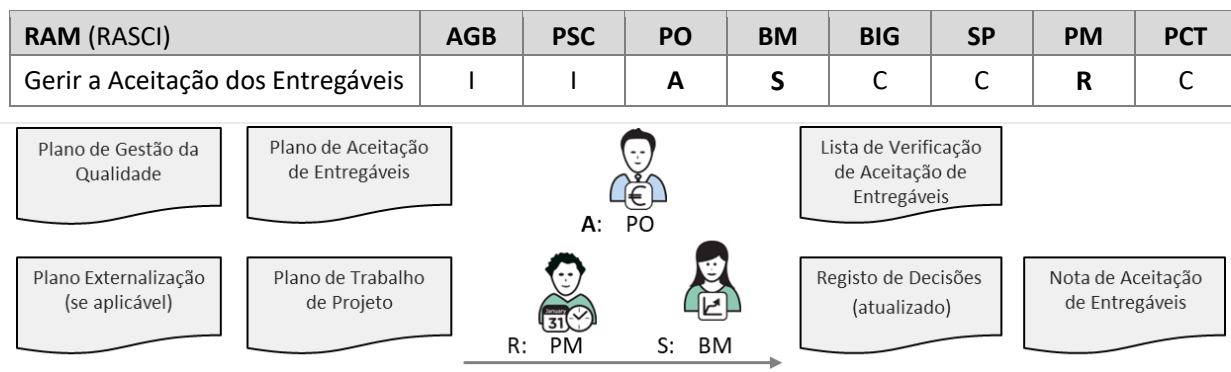 RAM (RASCI) AGB PSC PO BM BIG SP PM PCT
Gerir a Aceitação dos Entregáveis I I A S C C R C
Plano de Gestão da
Qualidade
Plano de Aceitação
de Entregáveis
€
A: PO
Lista de Verificação
de Aceitação de
Entregáveis
Plano Externalização
(se aplicável)
Plano de Trabalho
de Projeto
January
31
R: PM
S: BM
Registo de Decisões
(atualizado)
Nota de Aceitação
de Entregáveis